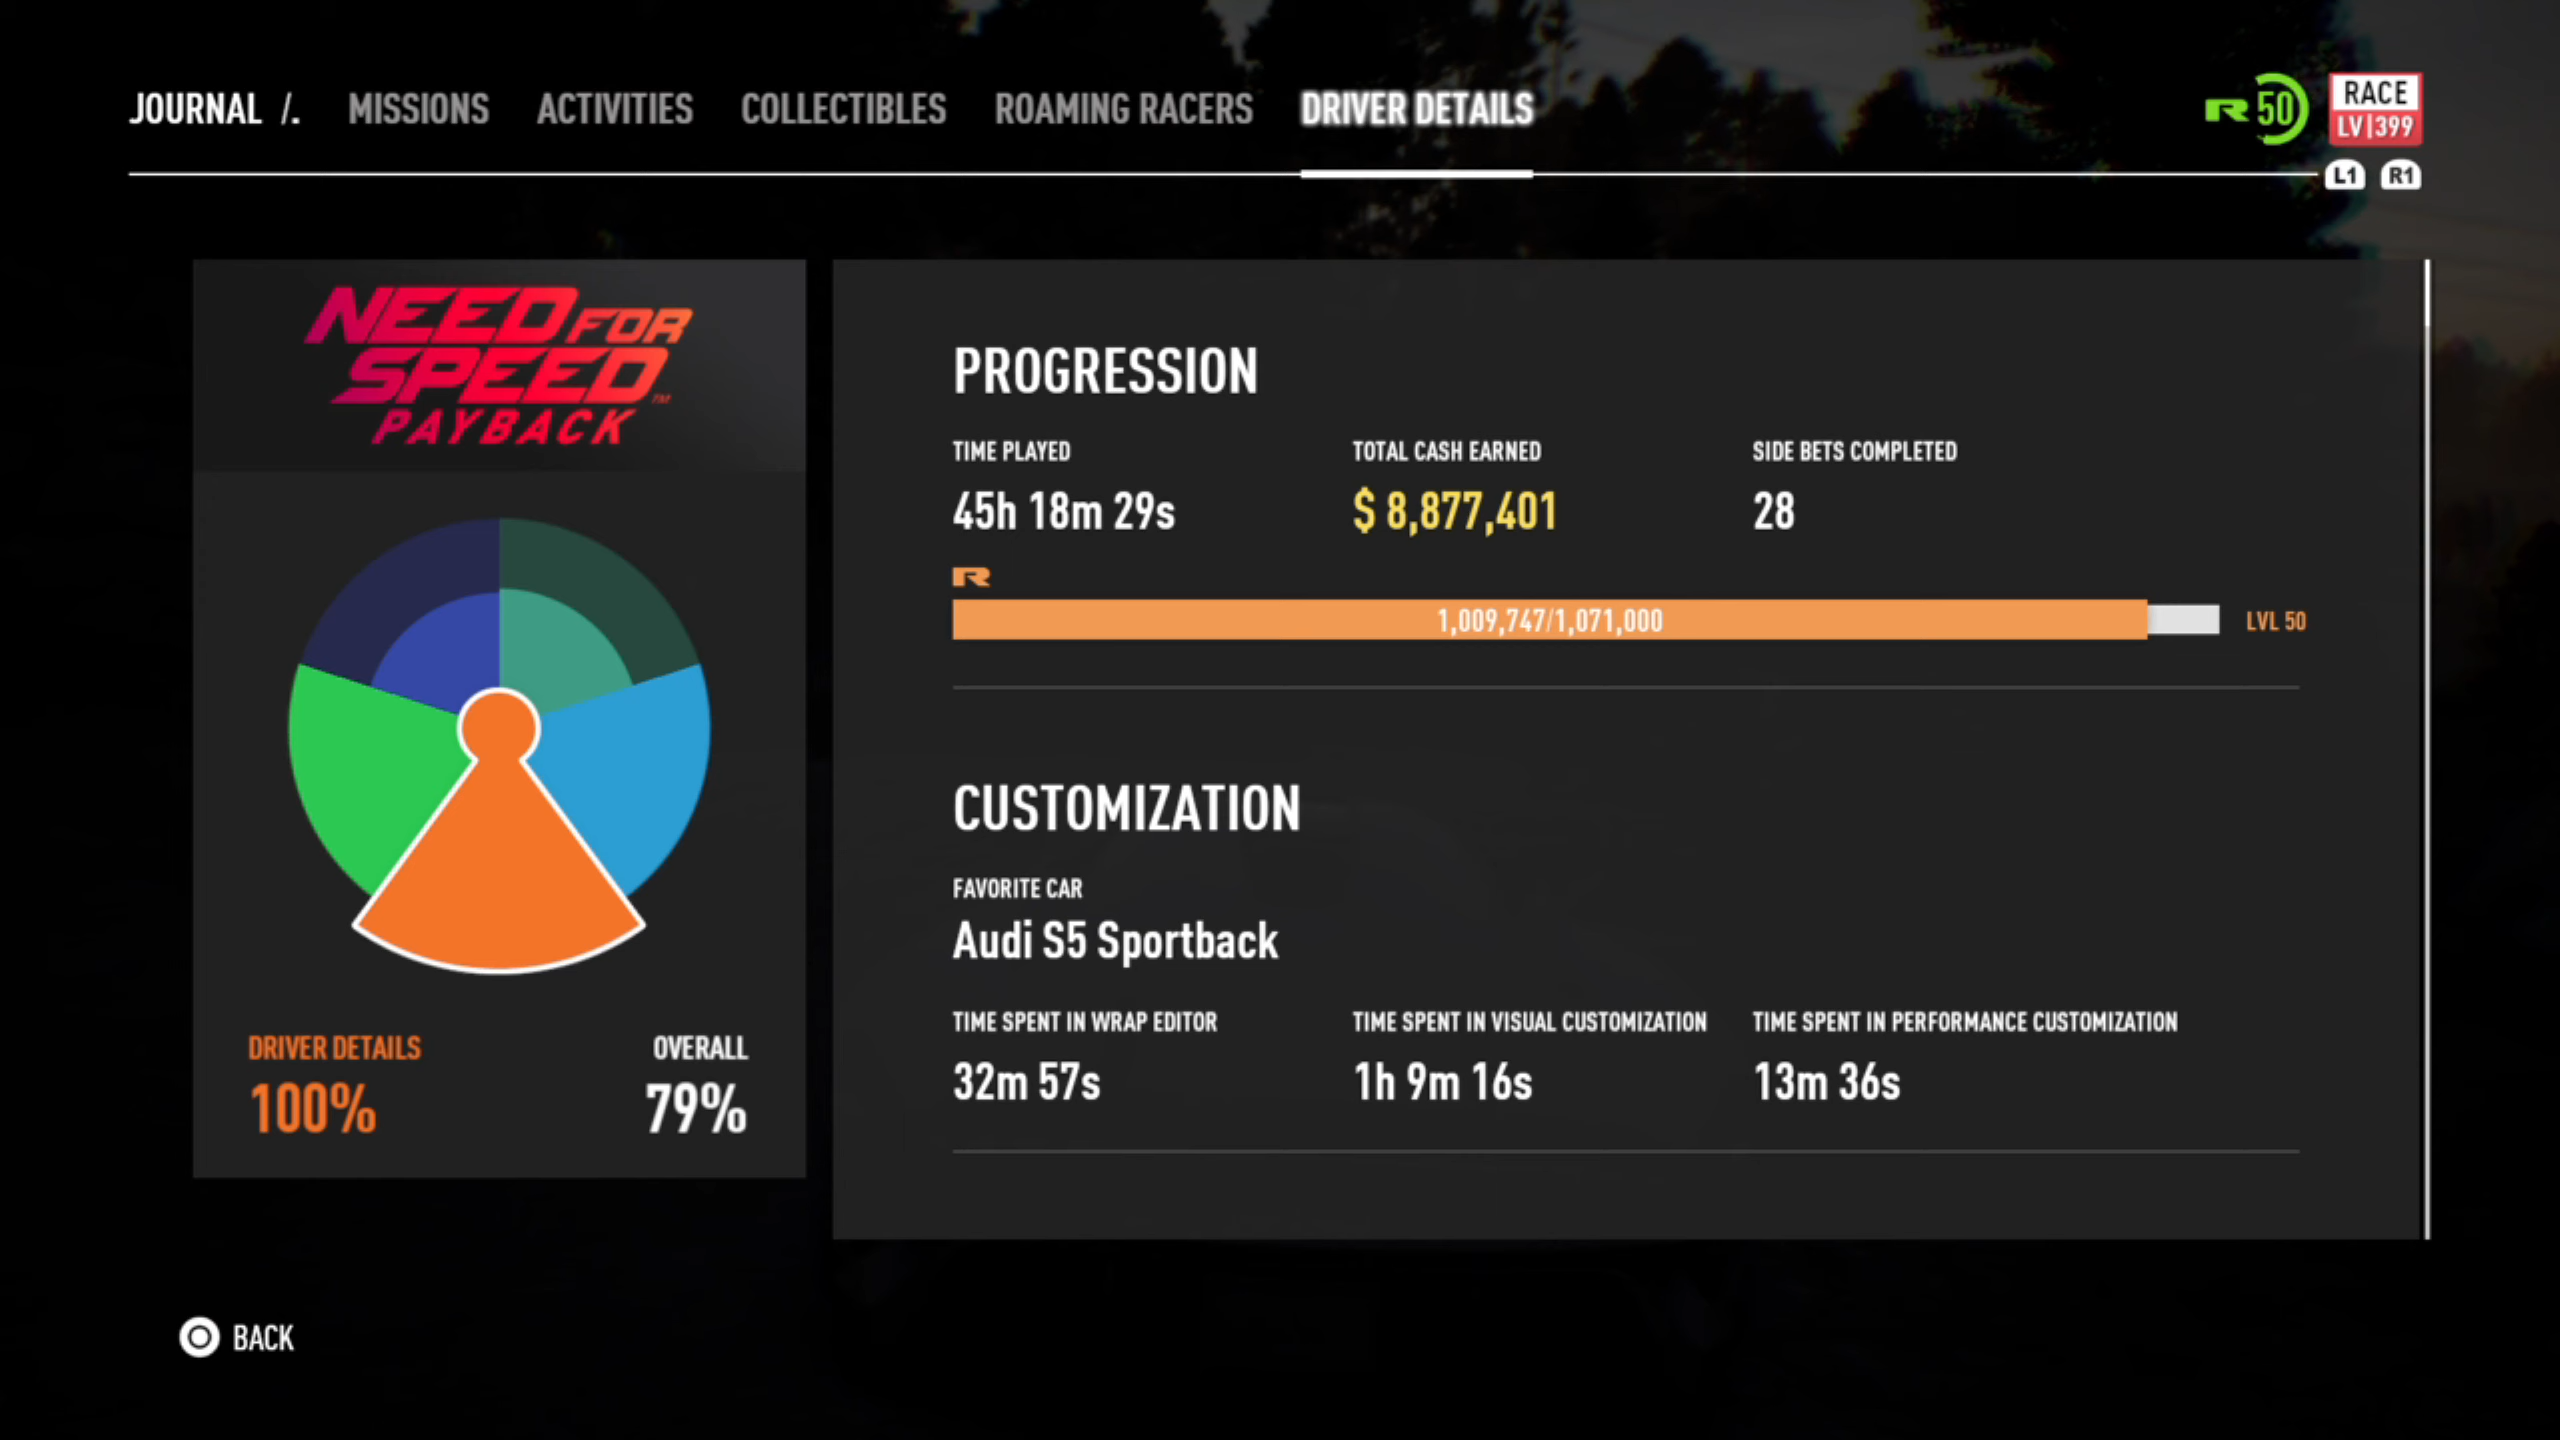 JOURNAL /. MISSIONS ACTIVITIES COLLECTIBLES ROAMING RACERS DRIVER DETAILS
R 50 RACE
LV|399
L1 R1
NEED FOR
SPEED™
PAYBACK
DRIVER DETAILS OVERALL
100% 79%
PROGRESSION
TIME PLAYED TOTAL CASH EARNED SIDE BETS COMPLETED
45h 18m 29s $ 8,877,401 28
R
1,009,747/1,071,000 LVL 50
CUSTOMIZATION
FAVORITE CAR
Audi S5 Sportback
TIME SPENT IN WRAP EDITOR TIME SPENT IN VISUAL CUSTOMIZATION TIME SPENT IN PERFORMANCE CUSTOMIZATION
32m 57s 1h 9m 16s 13m 36s
BACK